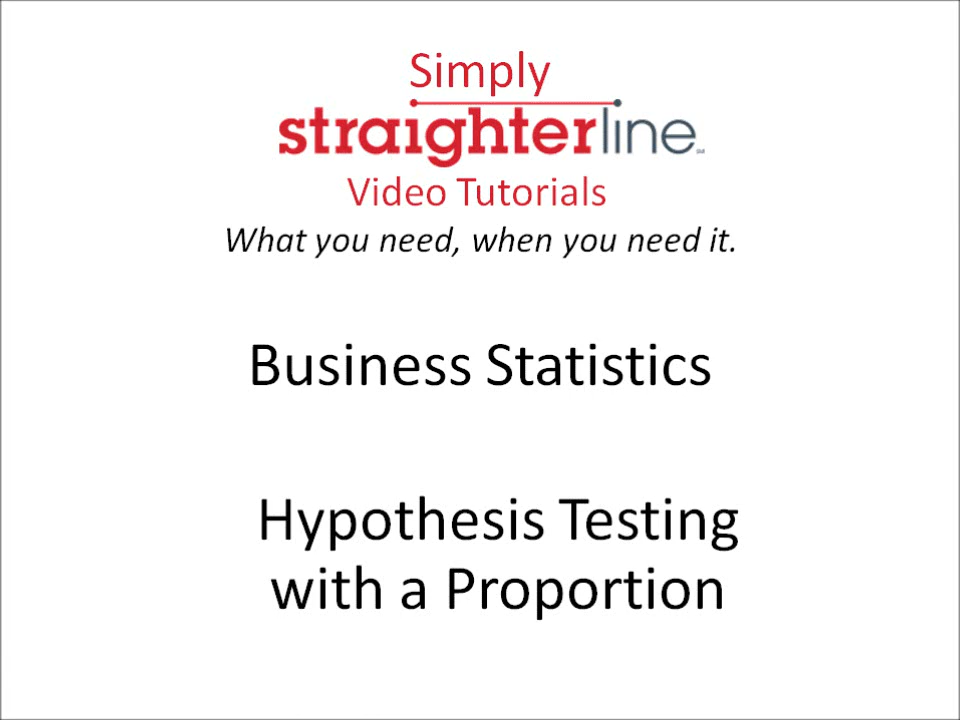 Simply
straighterline
Video Tutorials
What you need, when you need it.
Business Statistics
Hypothesis Testing
with a Proportion